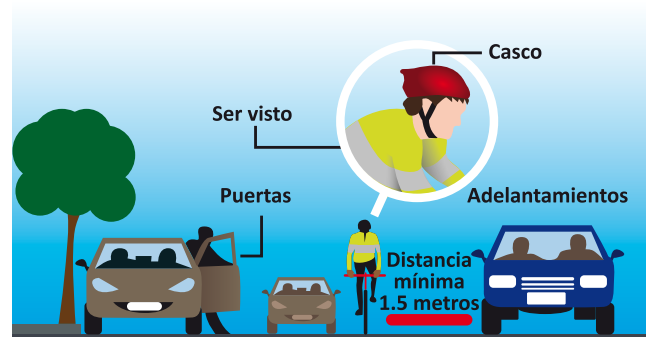 Casco
Ser visto
Puertas
Adelantamientos
Distancia
mínima
1.5 metros